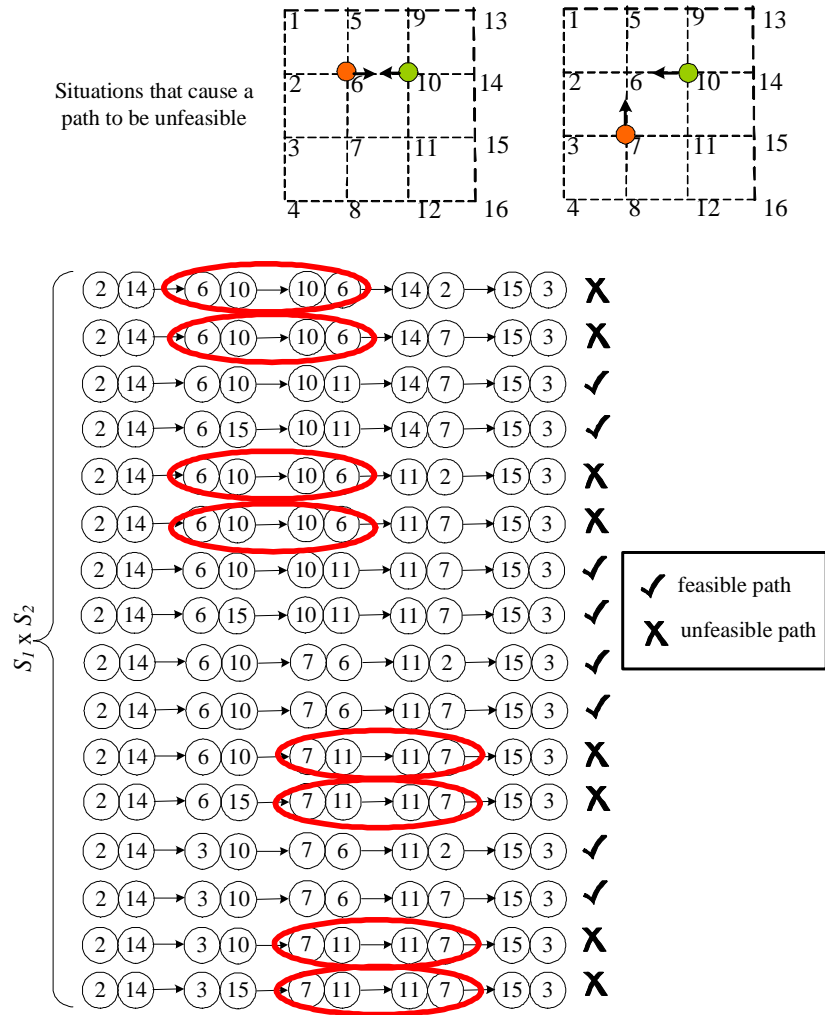 1 5 9 13 1 5 9 13
Situations that cause a
path to be unfeasible
2 6 10 14 2 6 10 14
3 7 11 15 3 7 11 15
4 8 12 16 4 8 12 16
2 14 6 10 10 6 14 2 15 3 X
2 14 6 10 10 6 14 7 15 3 X
2 14 6 10 10 11 14 7 15 3 ✓
2 14 6 15 10 11 14 7 15 3 ✓
2 14 6 10 10 6 11 2 15 3 X
2 14 6 10 10 6 11 7 15 3 X
2 14 6 10 10 11 11 7 15 3 ✓
2 14 6 15 10 11 11 7 15 3 ✓
2 14 6 10 7 6 11 2 15 3 ✓
2 14 6 10 7 6 11 7 15 3 ✓
2 14 6 10 7 11 11 7 15 3 X
2 14 6 15 7 11 11 7 15 3 X
2 14 3 10 7 6 11 2 15 3 ✓
2 14 3 10 7 6 11 7 15 3 ✓
2 14 3 10 7 11 11 7 15 3 X
2 14 3 15 7 11 11 7 15 3 X
S1 x S2
✓ feasible path
X unfeasible path